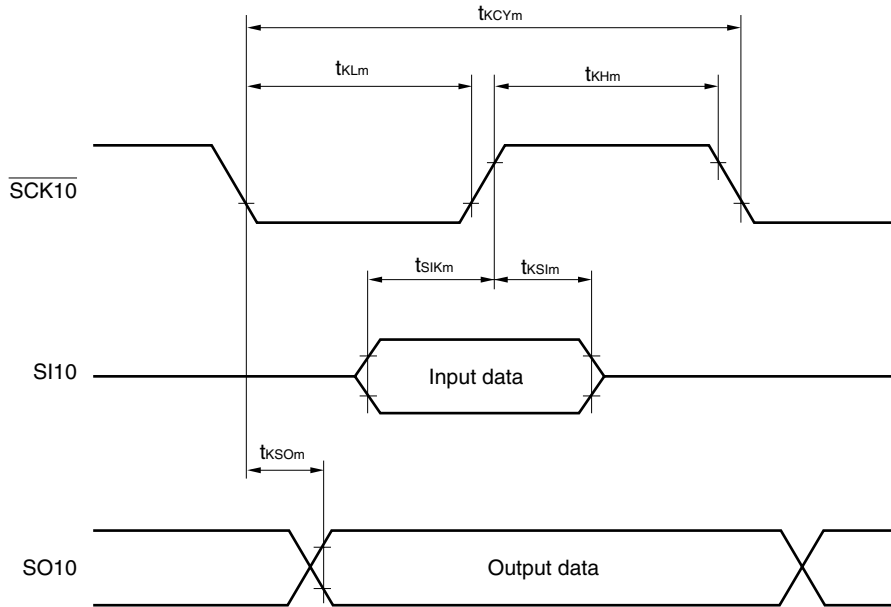 tKCYm
tKLm
tKHm
SCK10
tSIKm
tKSIm
SI10
Input data
tKSOm
SO10
Output data